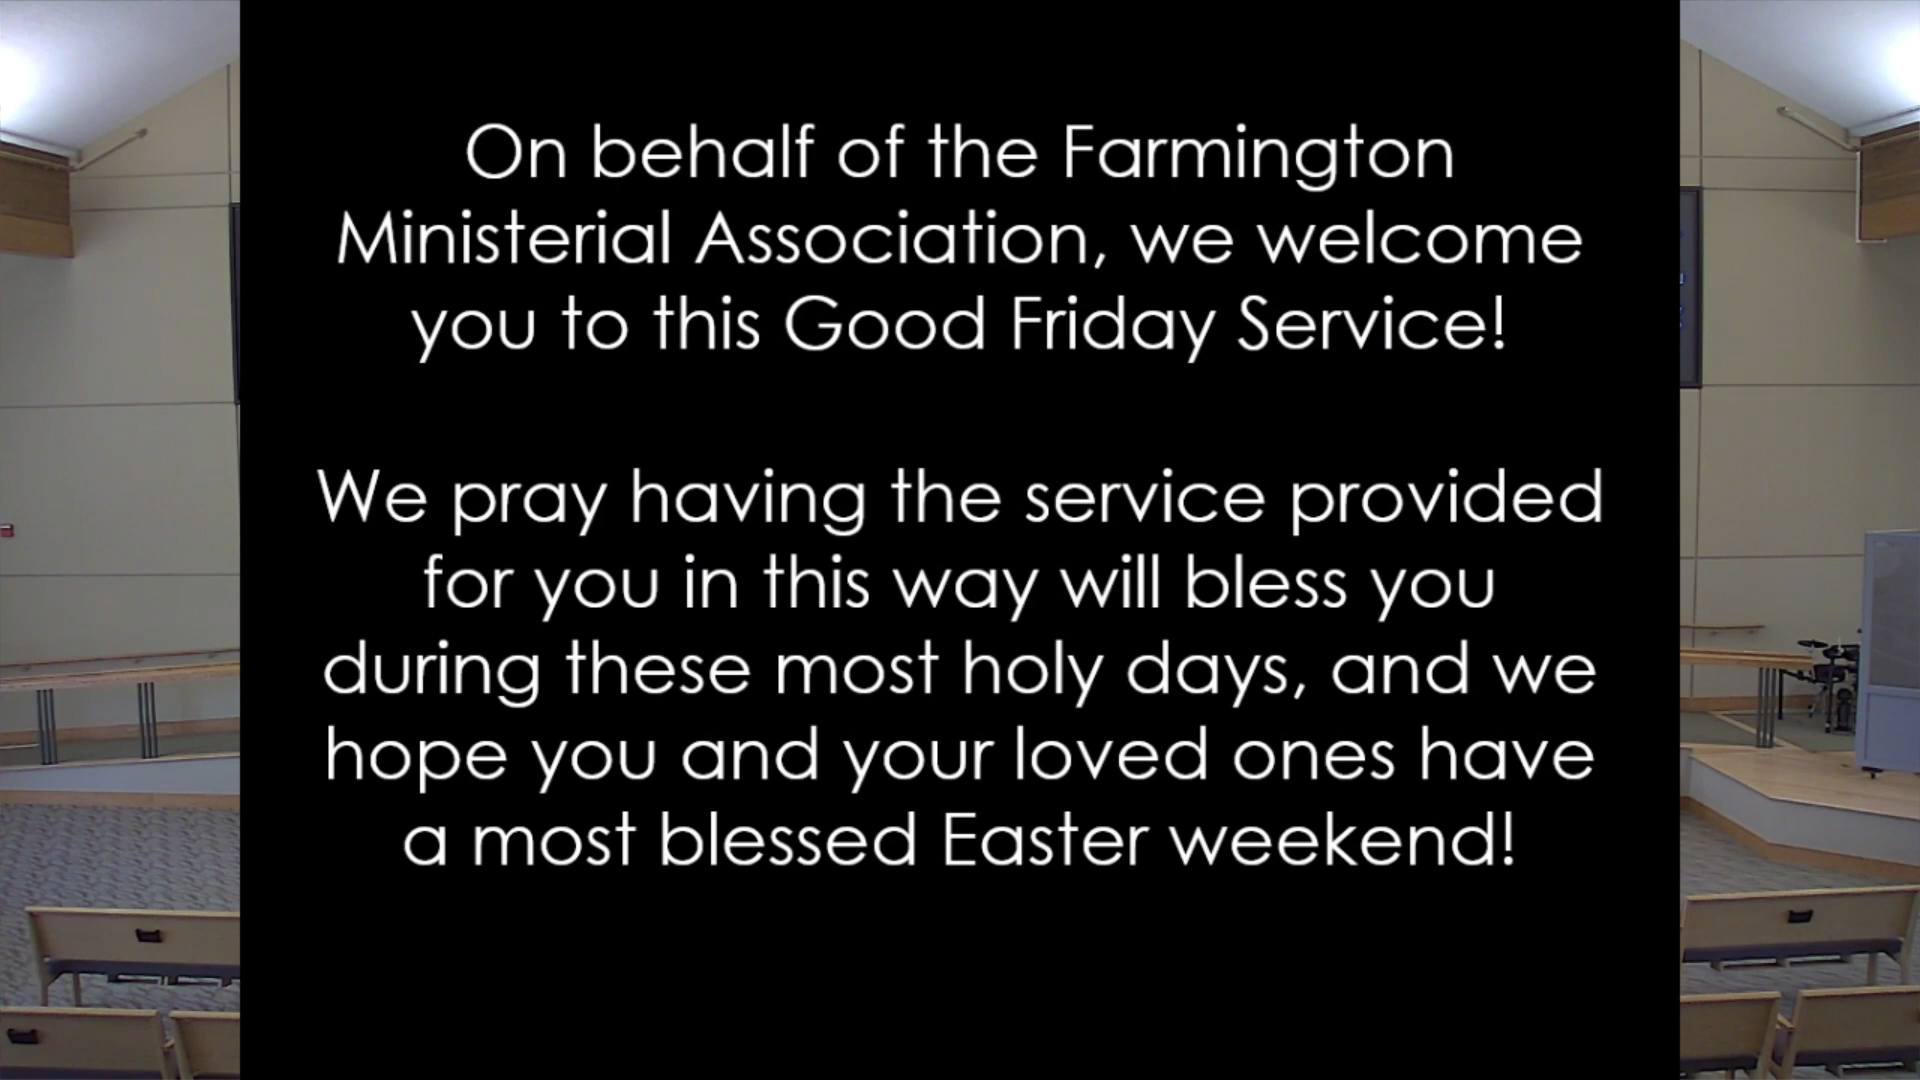 On behalf of the Farmington
Ministerial Association, we welcome
you to this Good Friday Service!
We pray having the service provided
for you in this way will bless you
during these most holy days, and we
hope you and your loved ones have
a most blessed Easter weekend!